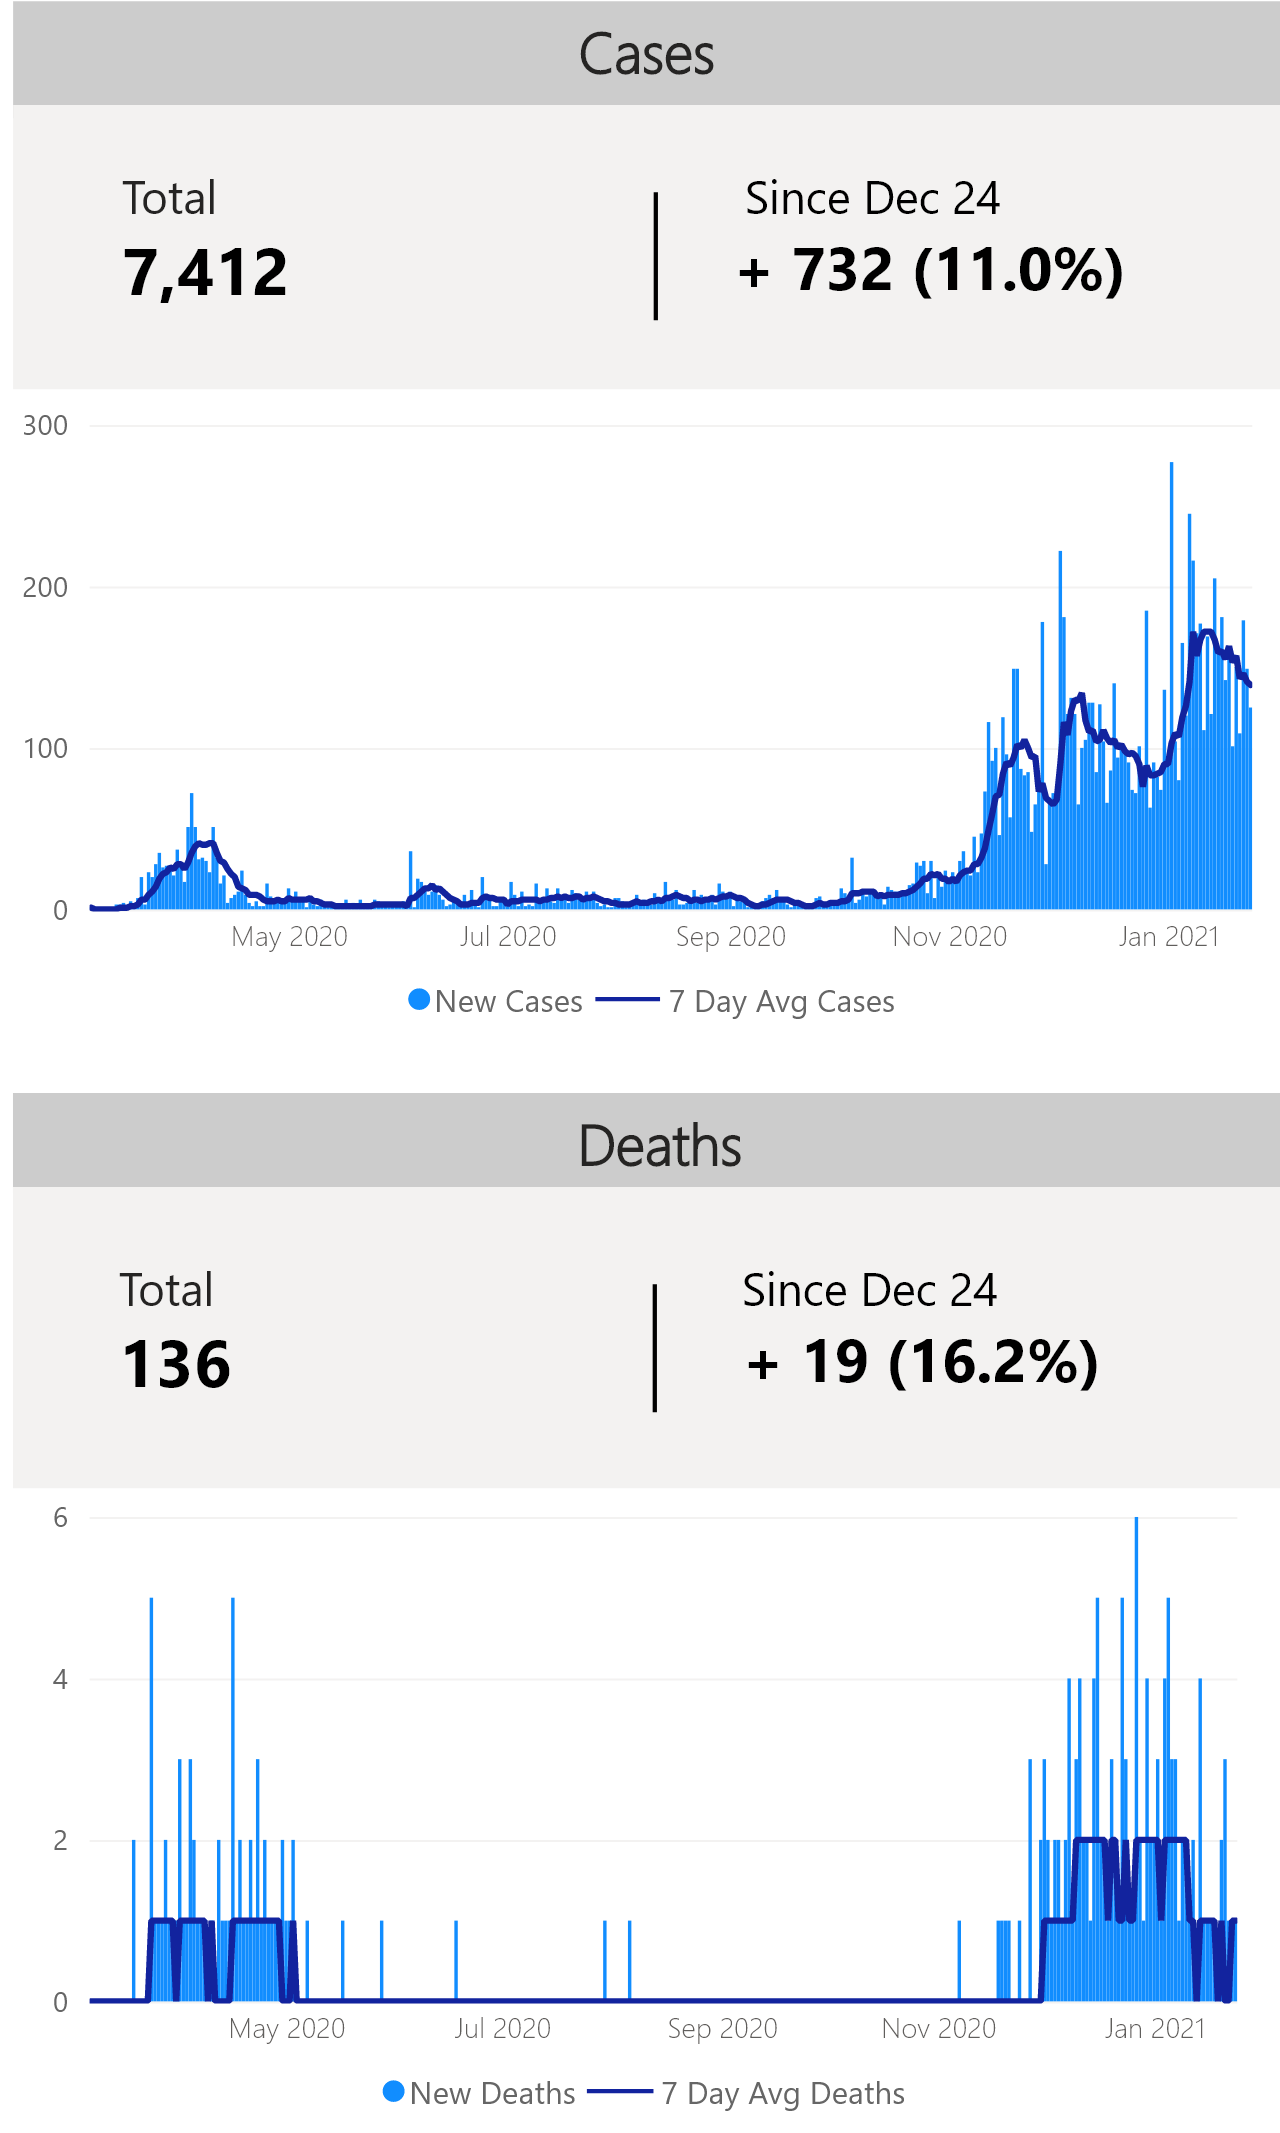 Cases
Total
Since Dec 24
7,412
+ 732 (11.0%)
300
200
100
0
May 2020
Jul 2020
Sep 2020
Nov 2020
Jan 2021
New Cases
7 Day Avg Cases
Deaths
Total
Since Dec 24
136
+ 19 (16.2%)
6
4
2
0
May 2020
Jul 2020
Sep 2020
Nov 2020
Jan 2021
New Deaths
7 Day Avg Deaths